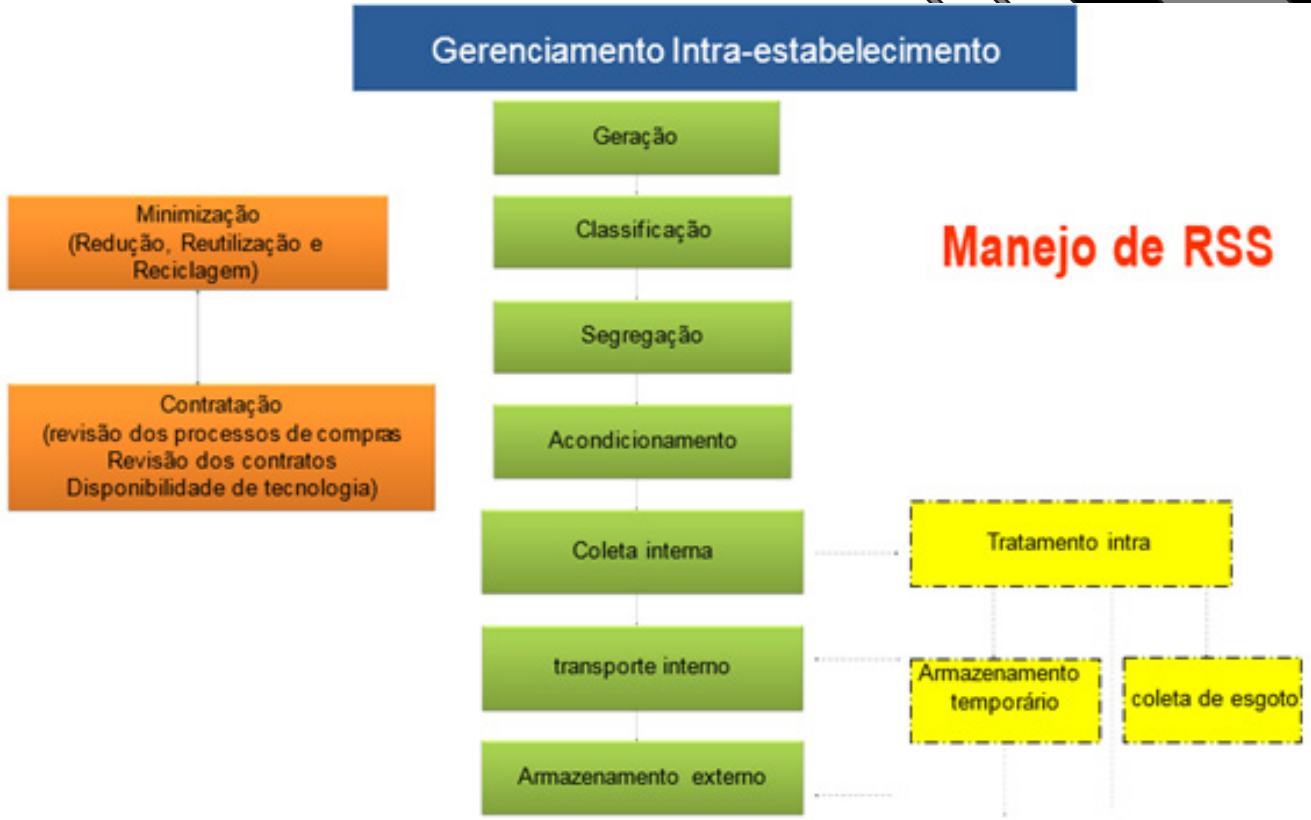 Gerenciamento Intra-estabelecimento
Geração
Minimização
(Redução, Reutilização e
Reciclagem)
Classificação
Manejo de RSS
Segregação
Contratação
(revisão dos processos de compras
Revisão dos contratos
Disponibilidade de tecnologia)
Acondicionamento
Coleta interna
Tratamento intra
transporte interno
Armazenamento
temporário
coleta de esgoto
Armazenamento externo